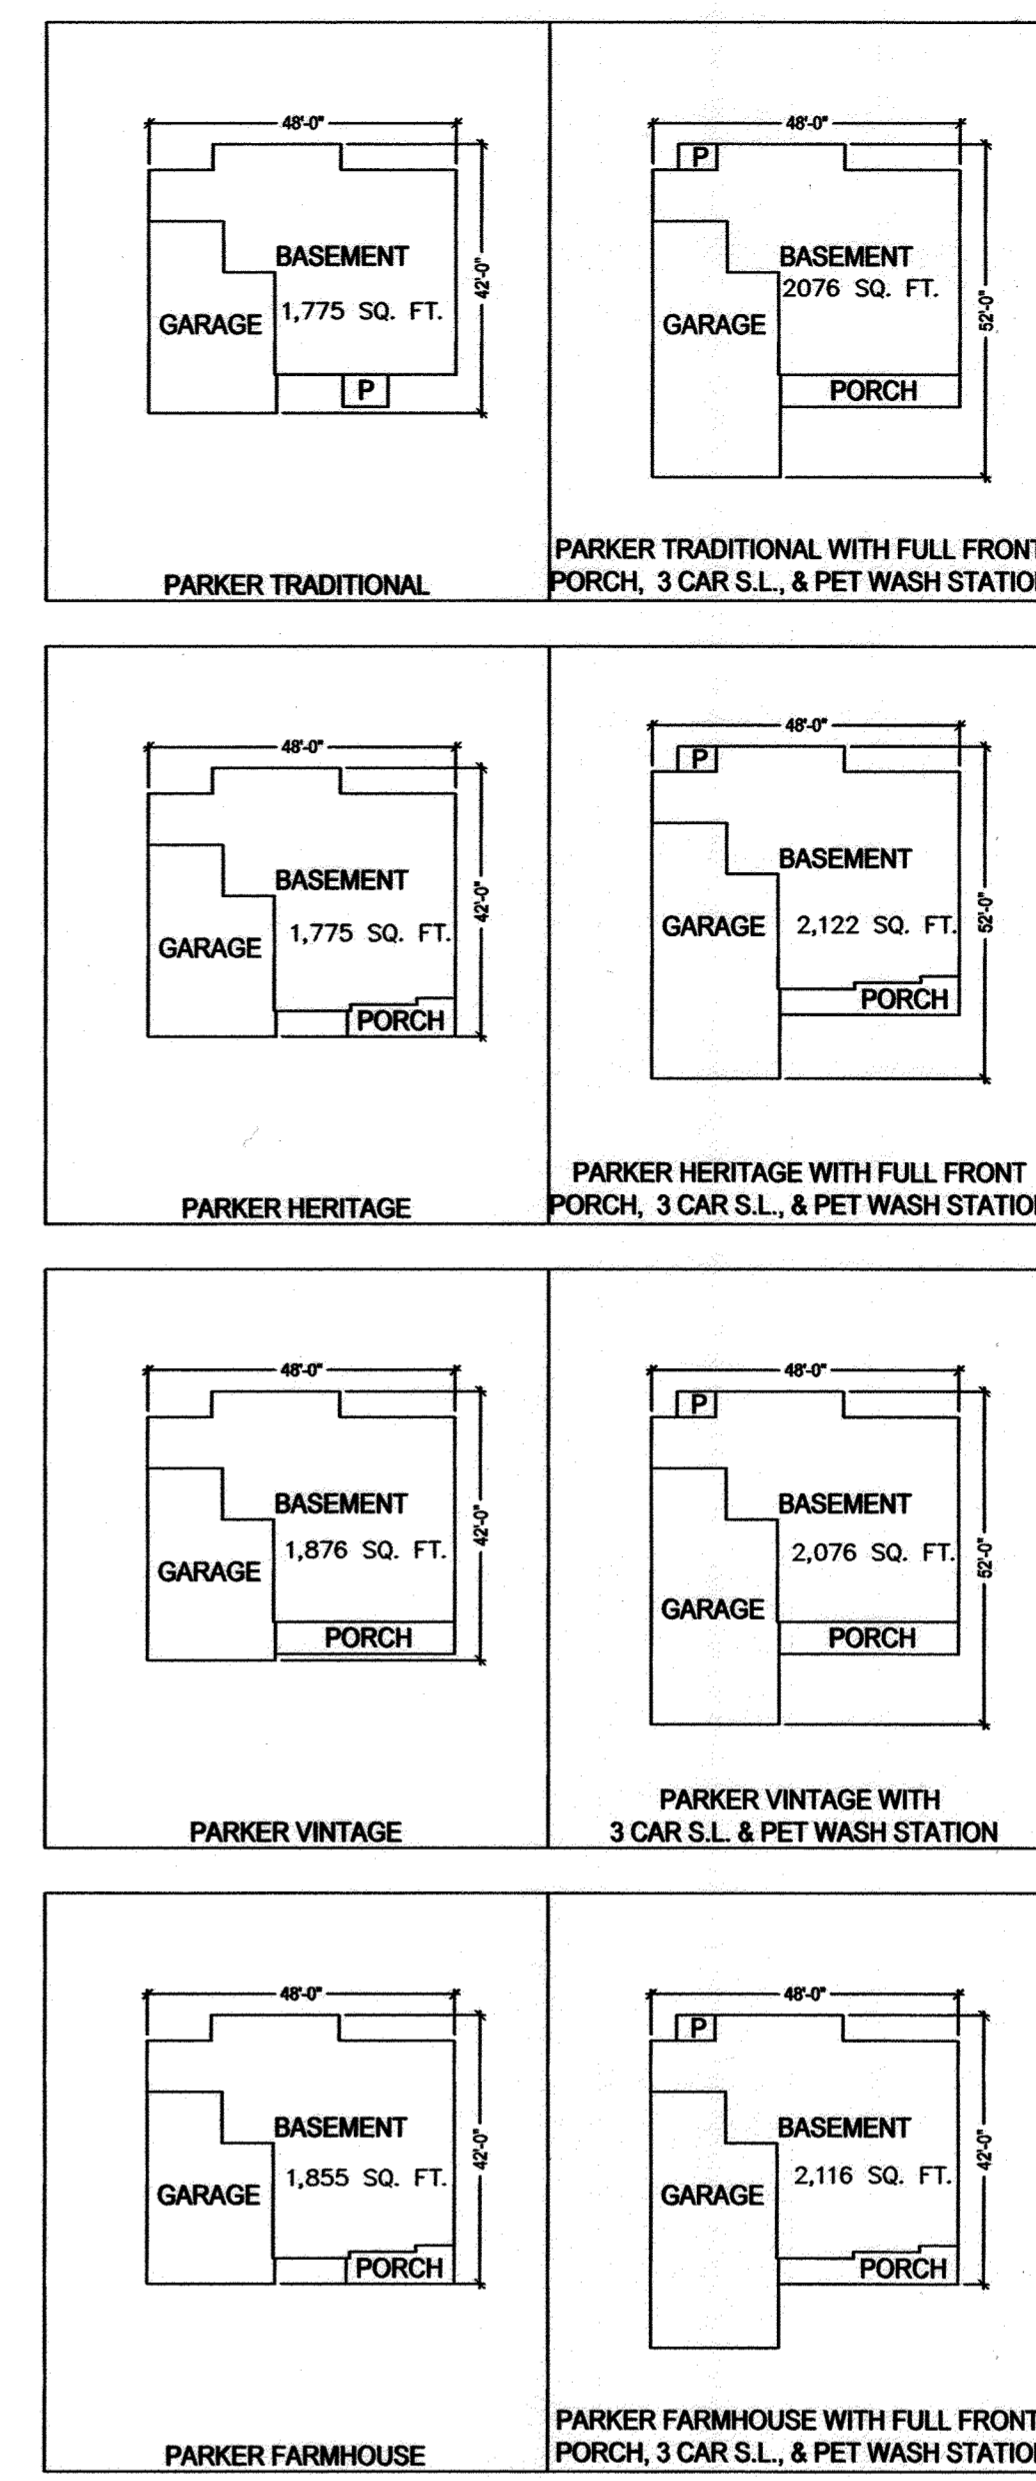 48'-0"
42'-0"
BASEMENT
1,775 SQ. FT.
GARAGE
P
PARKER TRADITIONAL
48'-0"
P
52'-0"
BASEMENT
2076 SQ. FT.
GARAGE
PORCH
PARKER TRADITIONAL WITH FULL FRONT
PORCH, 3 CAR S.L., & PET WASH STATION
48'-0"
42'-0"
BASEMENT
1,775 SQ. FT.
GARAGE
PORCH
PARKER HERITAGE
48'-0"
P
52'-0"
BASEMENT
GARAGE
2,122 SQ. FT.
PORCH
PARKER HERITAGE WITH FULL FRONT
PORCH, 3 CAR S.L., & PET WASH STATION
48'-0"
42'-0"
BASEMENT
1,876 SQ. FT.
GARAGE
PORCH
PARKER VINTAGE
48'-0"
P
52'-0"
BASEMENT
2,076 SQ. FT.
GARAGE
PORCH
PARKER VINTAGE WITH
3 CAR S.L. & PET WASH STATION
48'-0"
42'-0"
BASEMENT
1,855 SQ. FT.
GARAGE
PORCH
PARKER FARMHOUSE
48'-0"
P
42'-0"
BASEMENT
2,116 SQ. FT.
GARAGE
PORCH
PARKER FARMHOUSE WITH FULL FRONT
PORCH, 3 CAR S.L., & PET WASH STATION